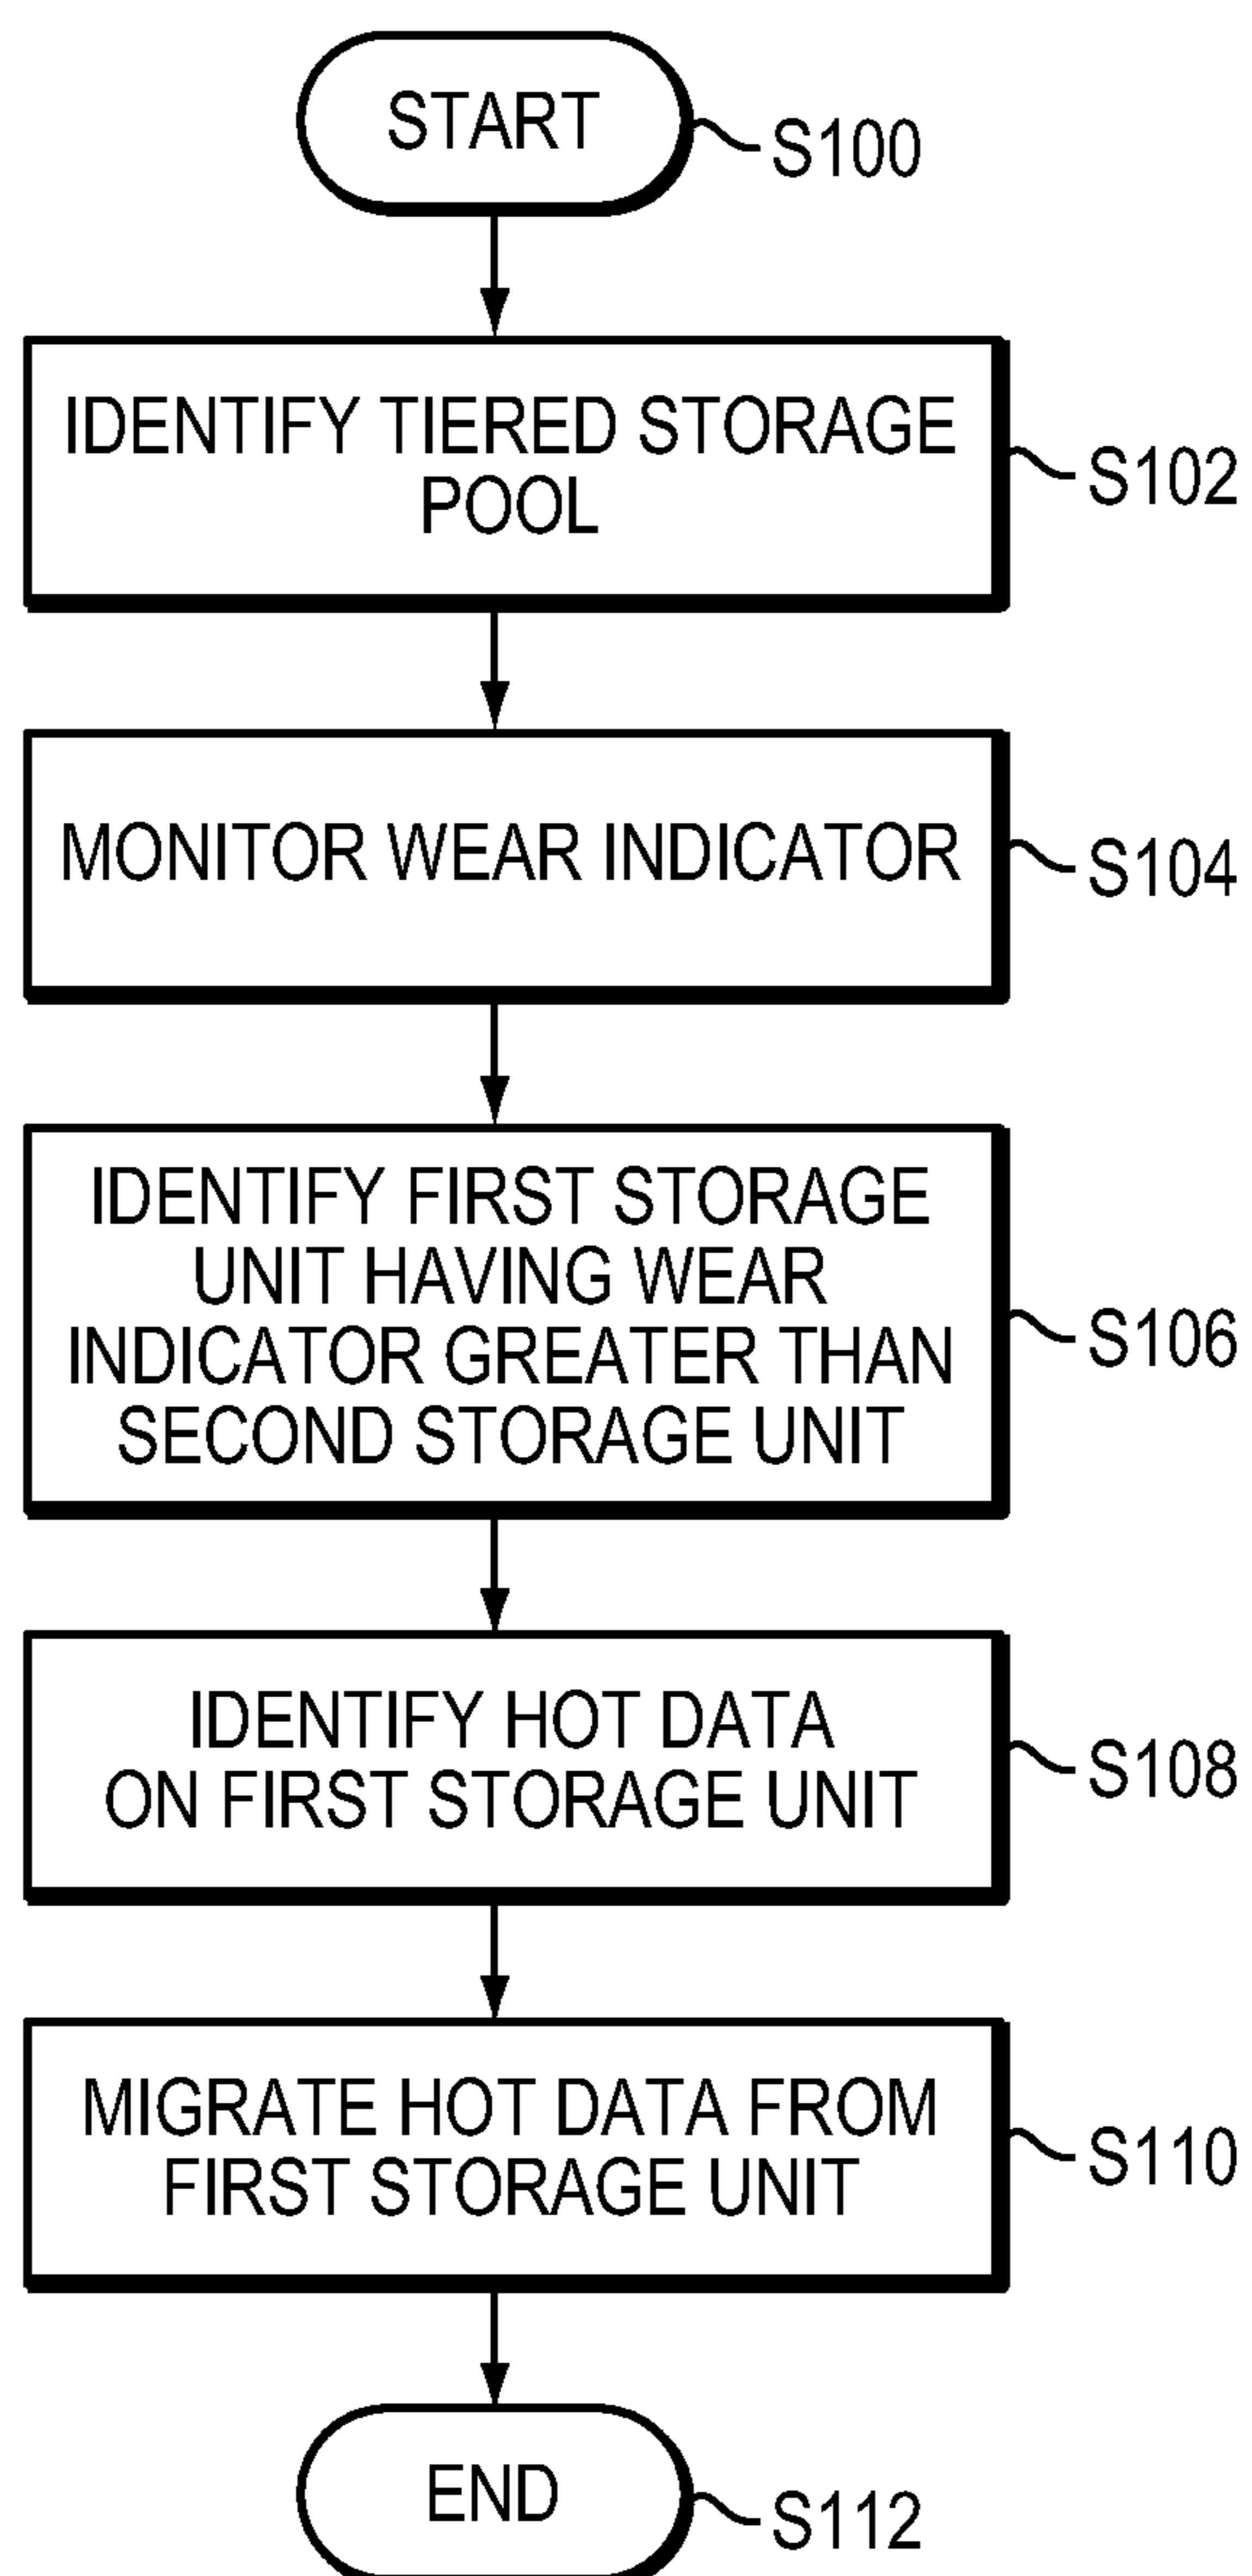 START
S100
IDENTIFY TIERED STORAGE
POOL
S102
MONITOR WEAR INDICATOR
S104
IDENTIFY FIRST STORAGE
UNIT HAVING WEAR
INDICATOR GREATER THAN
SECOND STORAGE UNIT
S106
IDENTIFY HOT DATA
ON FIRST STORAGE UNIT
S108
MIGRATE HOT DATA FROM
FIRST STORAGE UNIT
S110
END
S112